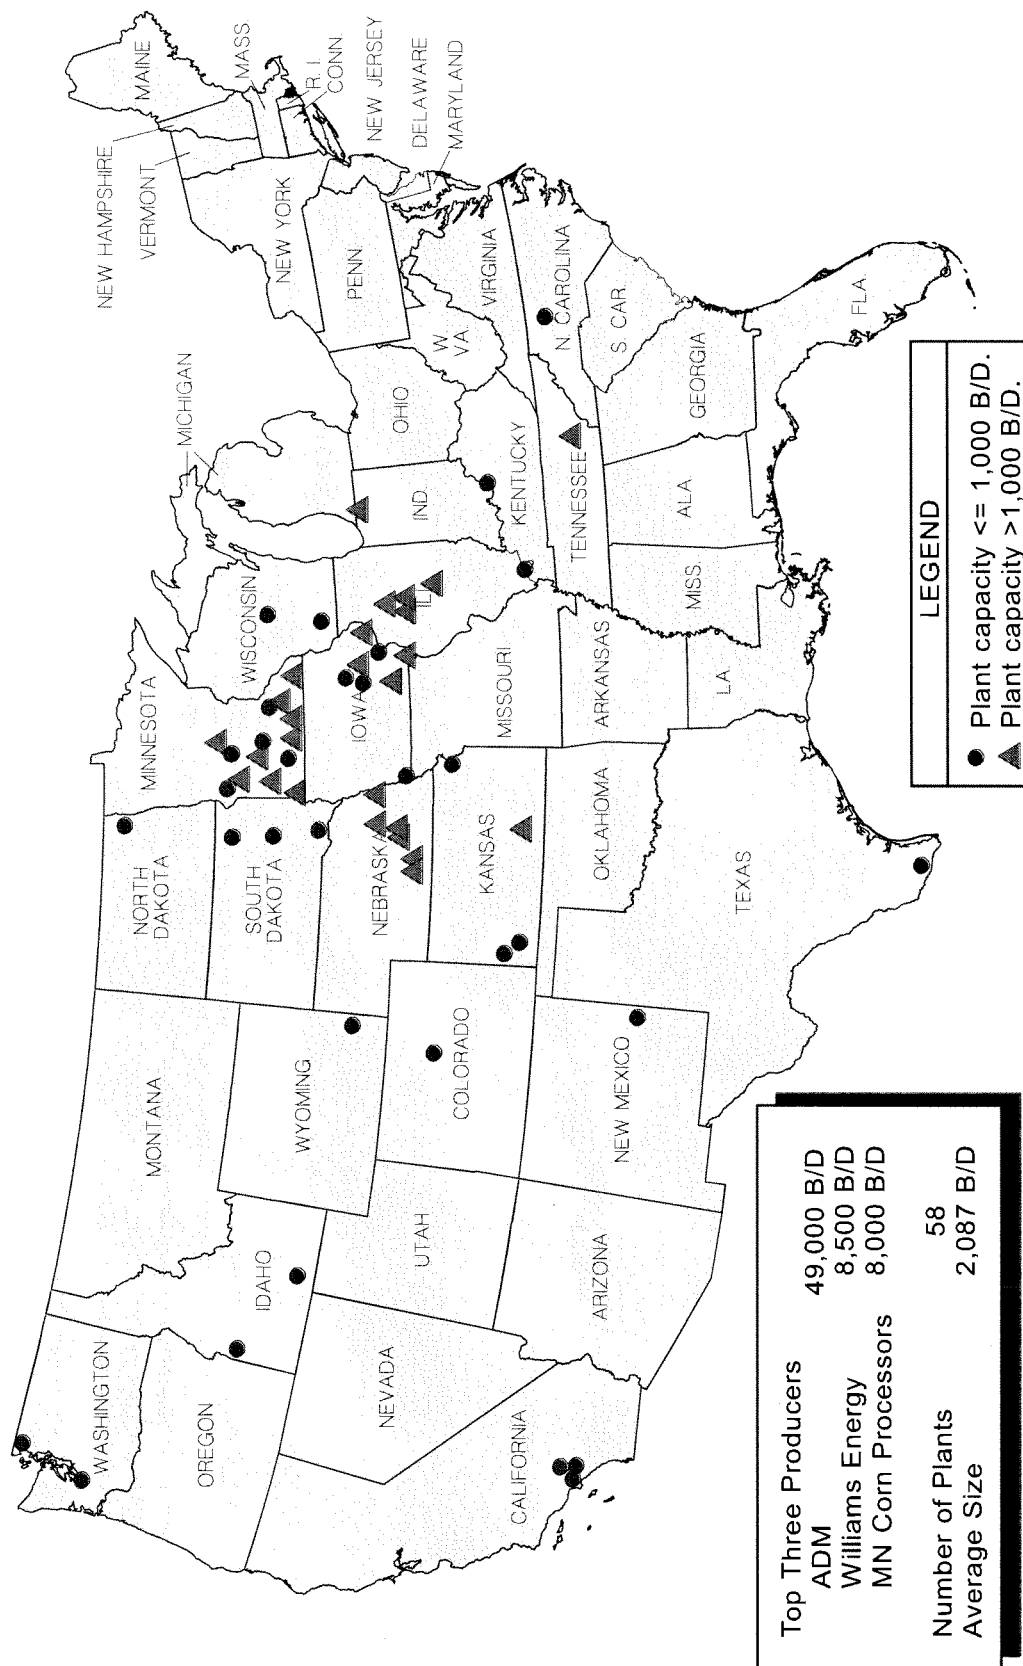 WASHINGTON
OREGON
CALIFORNIA
NEVADA
IDAHO
MONTANA
WYOMING
UTAH
ARIZONA
COLORADO
NEW MEXICO
NORTH
DAKOTA
SOUTH
DAKOTA
NEBRASKA
KANSAS
OKLAHOMA
TEXAS
MINNESOTA
IOWA
MISSOURI
ARKANSAS
LA.
WISCONSIN
ILL.
MICHIGAN
IND.
OHIO
KENTUCKY
TENNESSEE
MISS.
ALA
GEORGIA
FLA.
S. CAR.
N. CAROLINA
VIRGINIA
W.
VA.
PENN.
NEW YORK
VERMONT
NEW HAMPSHIRE
MAINE
MASS
R. I.
CONN
NEW JERSEY
DELAWARE
MARYLAND
Top Three Producers
ADM 49,000 B/D
Williams Energy 8,500 B/D
MN Corn Processors 8,000 B/D
Number of Plants 58
Average Size 2,087 B/D
LEGEND
Plant capacity <= 1,000 B/D.
Plant capacity >1,000 B/D.